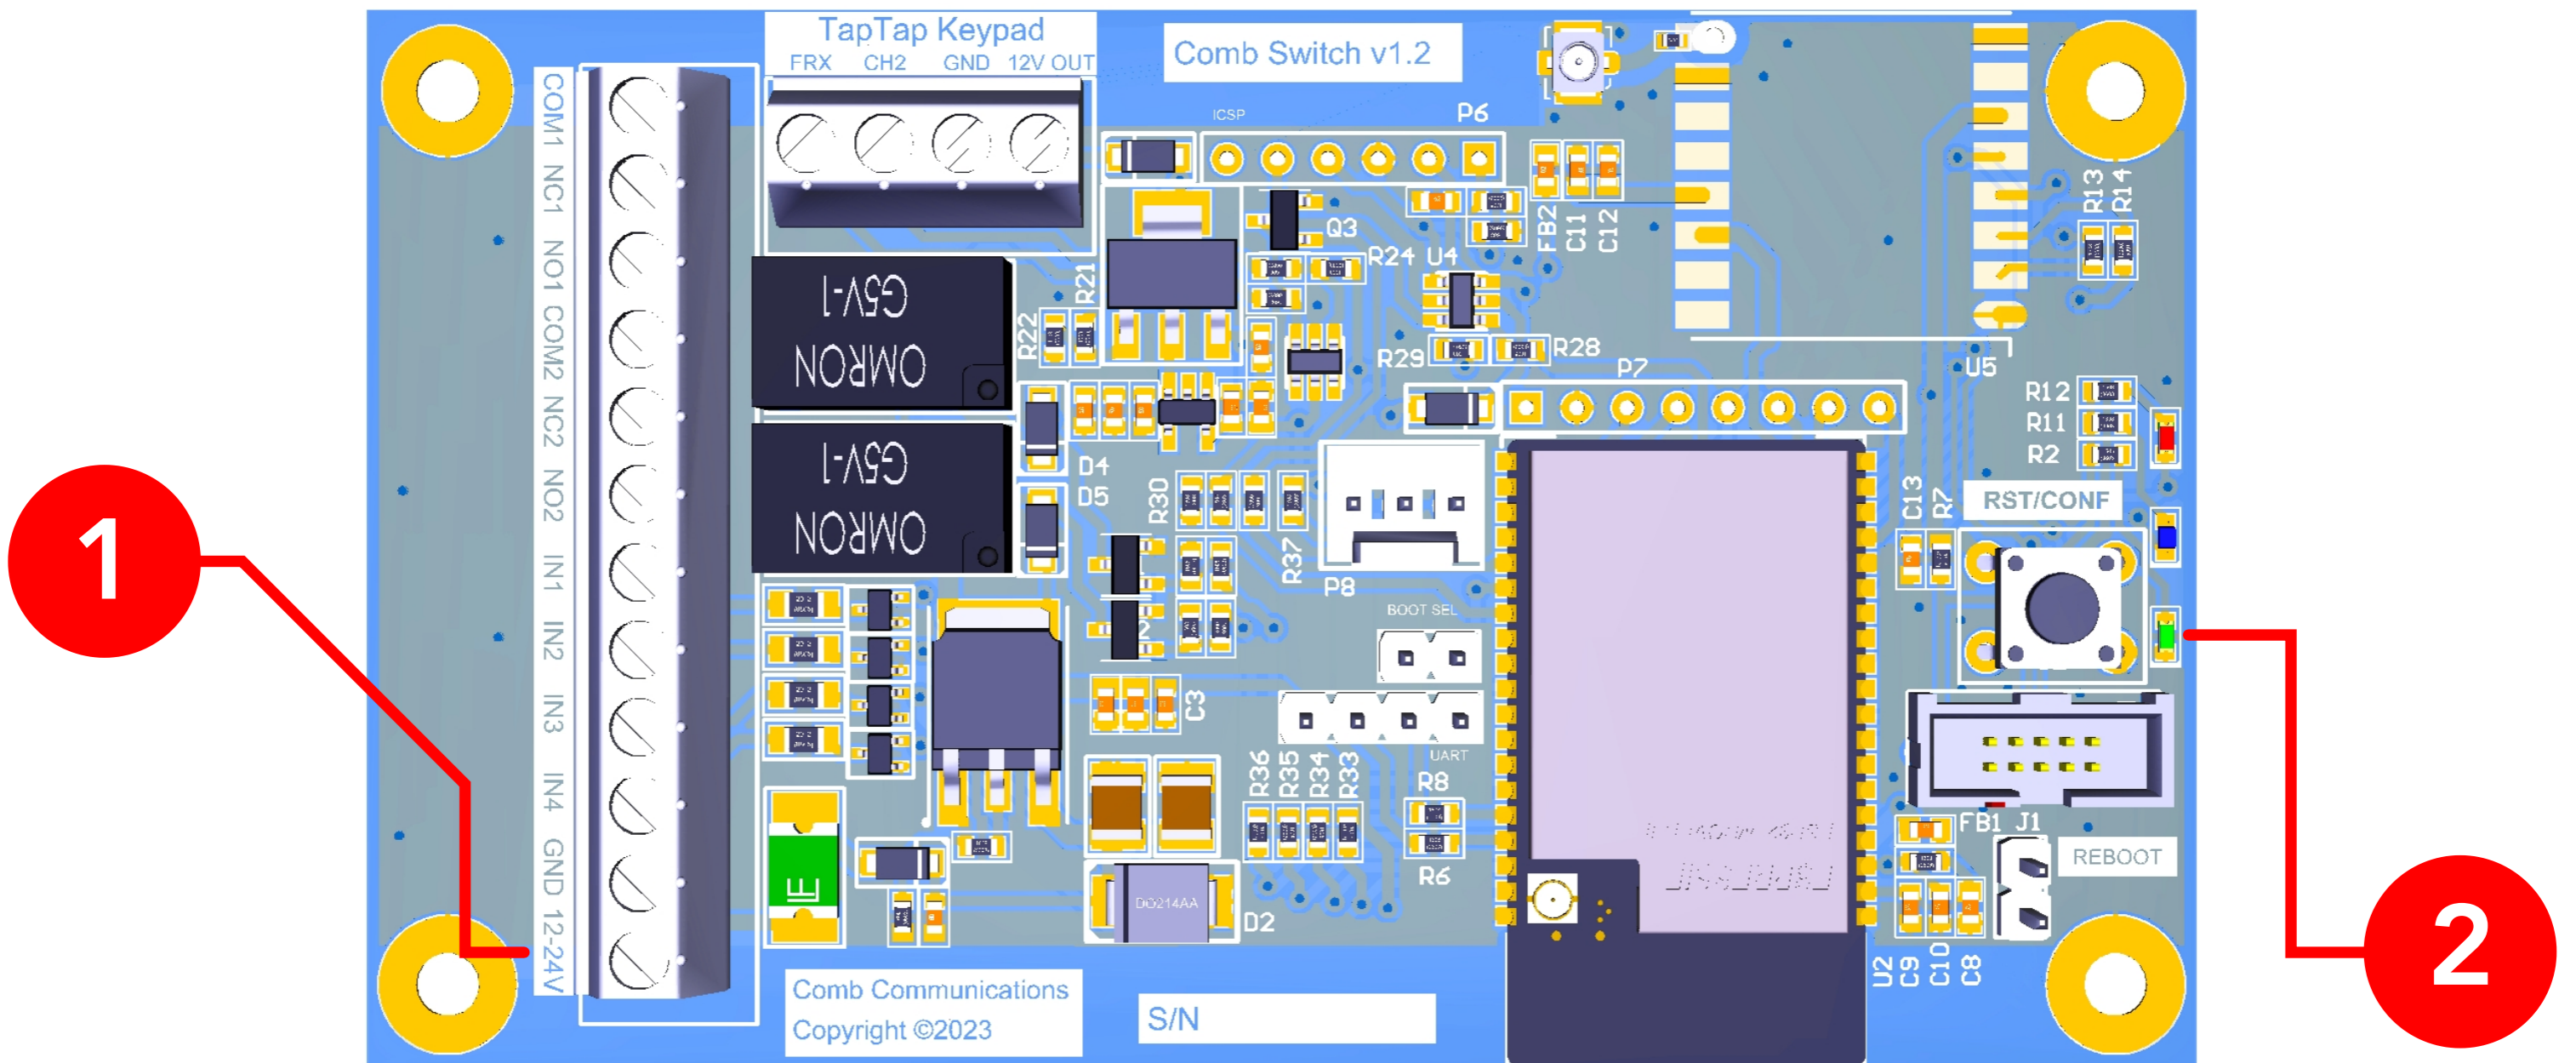 TapTap Keypad
FRX CH2 GND 12V OUT
Comb Switch v1.2
COM1
NC1
NO1
COM2
NC2
NO2
IN1
IN2
IN3
IN4
GND
12-24V
ICSP
P6
Q3
R24
U4
FB2
C11
C12
R13
R14
R21
R22
G5V-1
OMRON
G5V-1
OMRON
R29
R28
P7
U5
R12
R11
R2
D4
D5
R30
R37
P8
C13
R7
RST/CONF
1
BOOT SEL
2
C3
UART
R36
R35
R34
R33
R8
R6
FB1
J1
REBOOT
DO214AA
D2
U2
C9
C10
C8
Comb Communications
Copyright ©2023
S/N